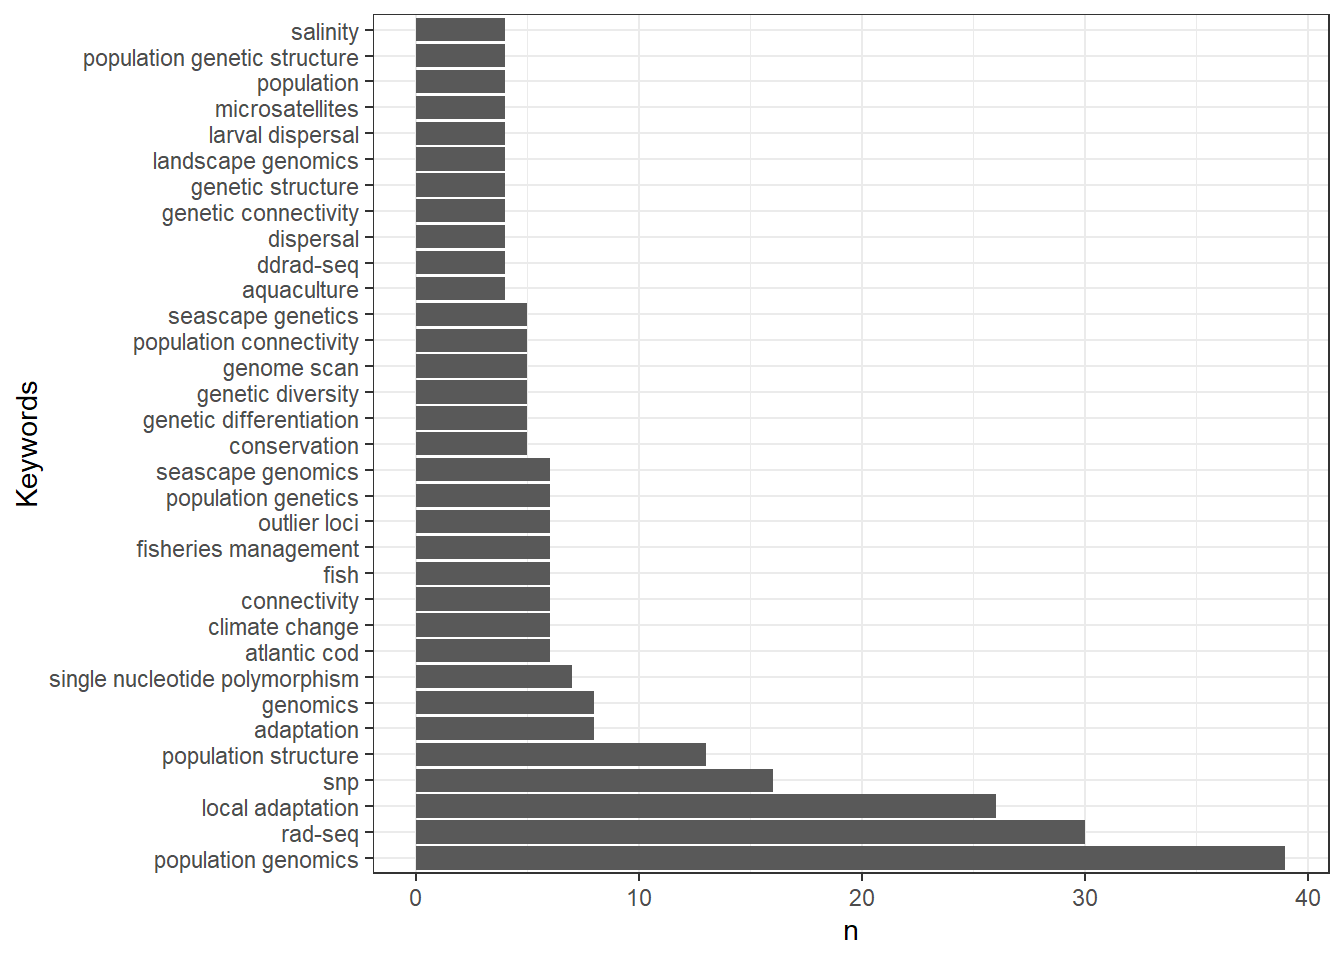 salinity
population genetic structure
population
microsatellites
larval dispersal
landscape genomics
genetic structure
genetic connectivity
dispersal
ddrad-seq
aquaculture
seascape genetics
population connectivity
genome scan
genetic diversity
genetic differentiation
conservation
seascape genomics
population genetics
outlier loci
fisheries management
fish
connectivity
climate change
atlantic cod
single nucleotide polymorphism
genomics
adaptation
population structure
snp
local adaptation
rad-seq
population genomics
Keywords
0 10 20 30 40
n